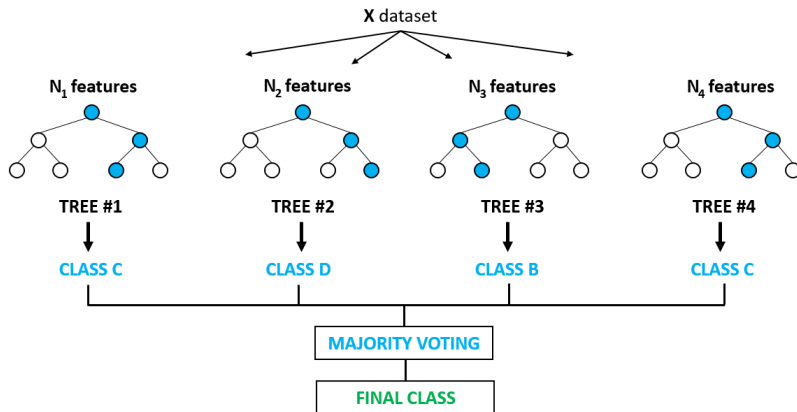 X dataset
N₁ features
N₂ features
N₃ features
N₄ features
TREE #1
TREE #2
TREE #3
TREE #4
CLASS C
CLASS D
CLASS B
CLASS C
MAJORITY VOTING
FINAL CLASS